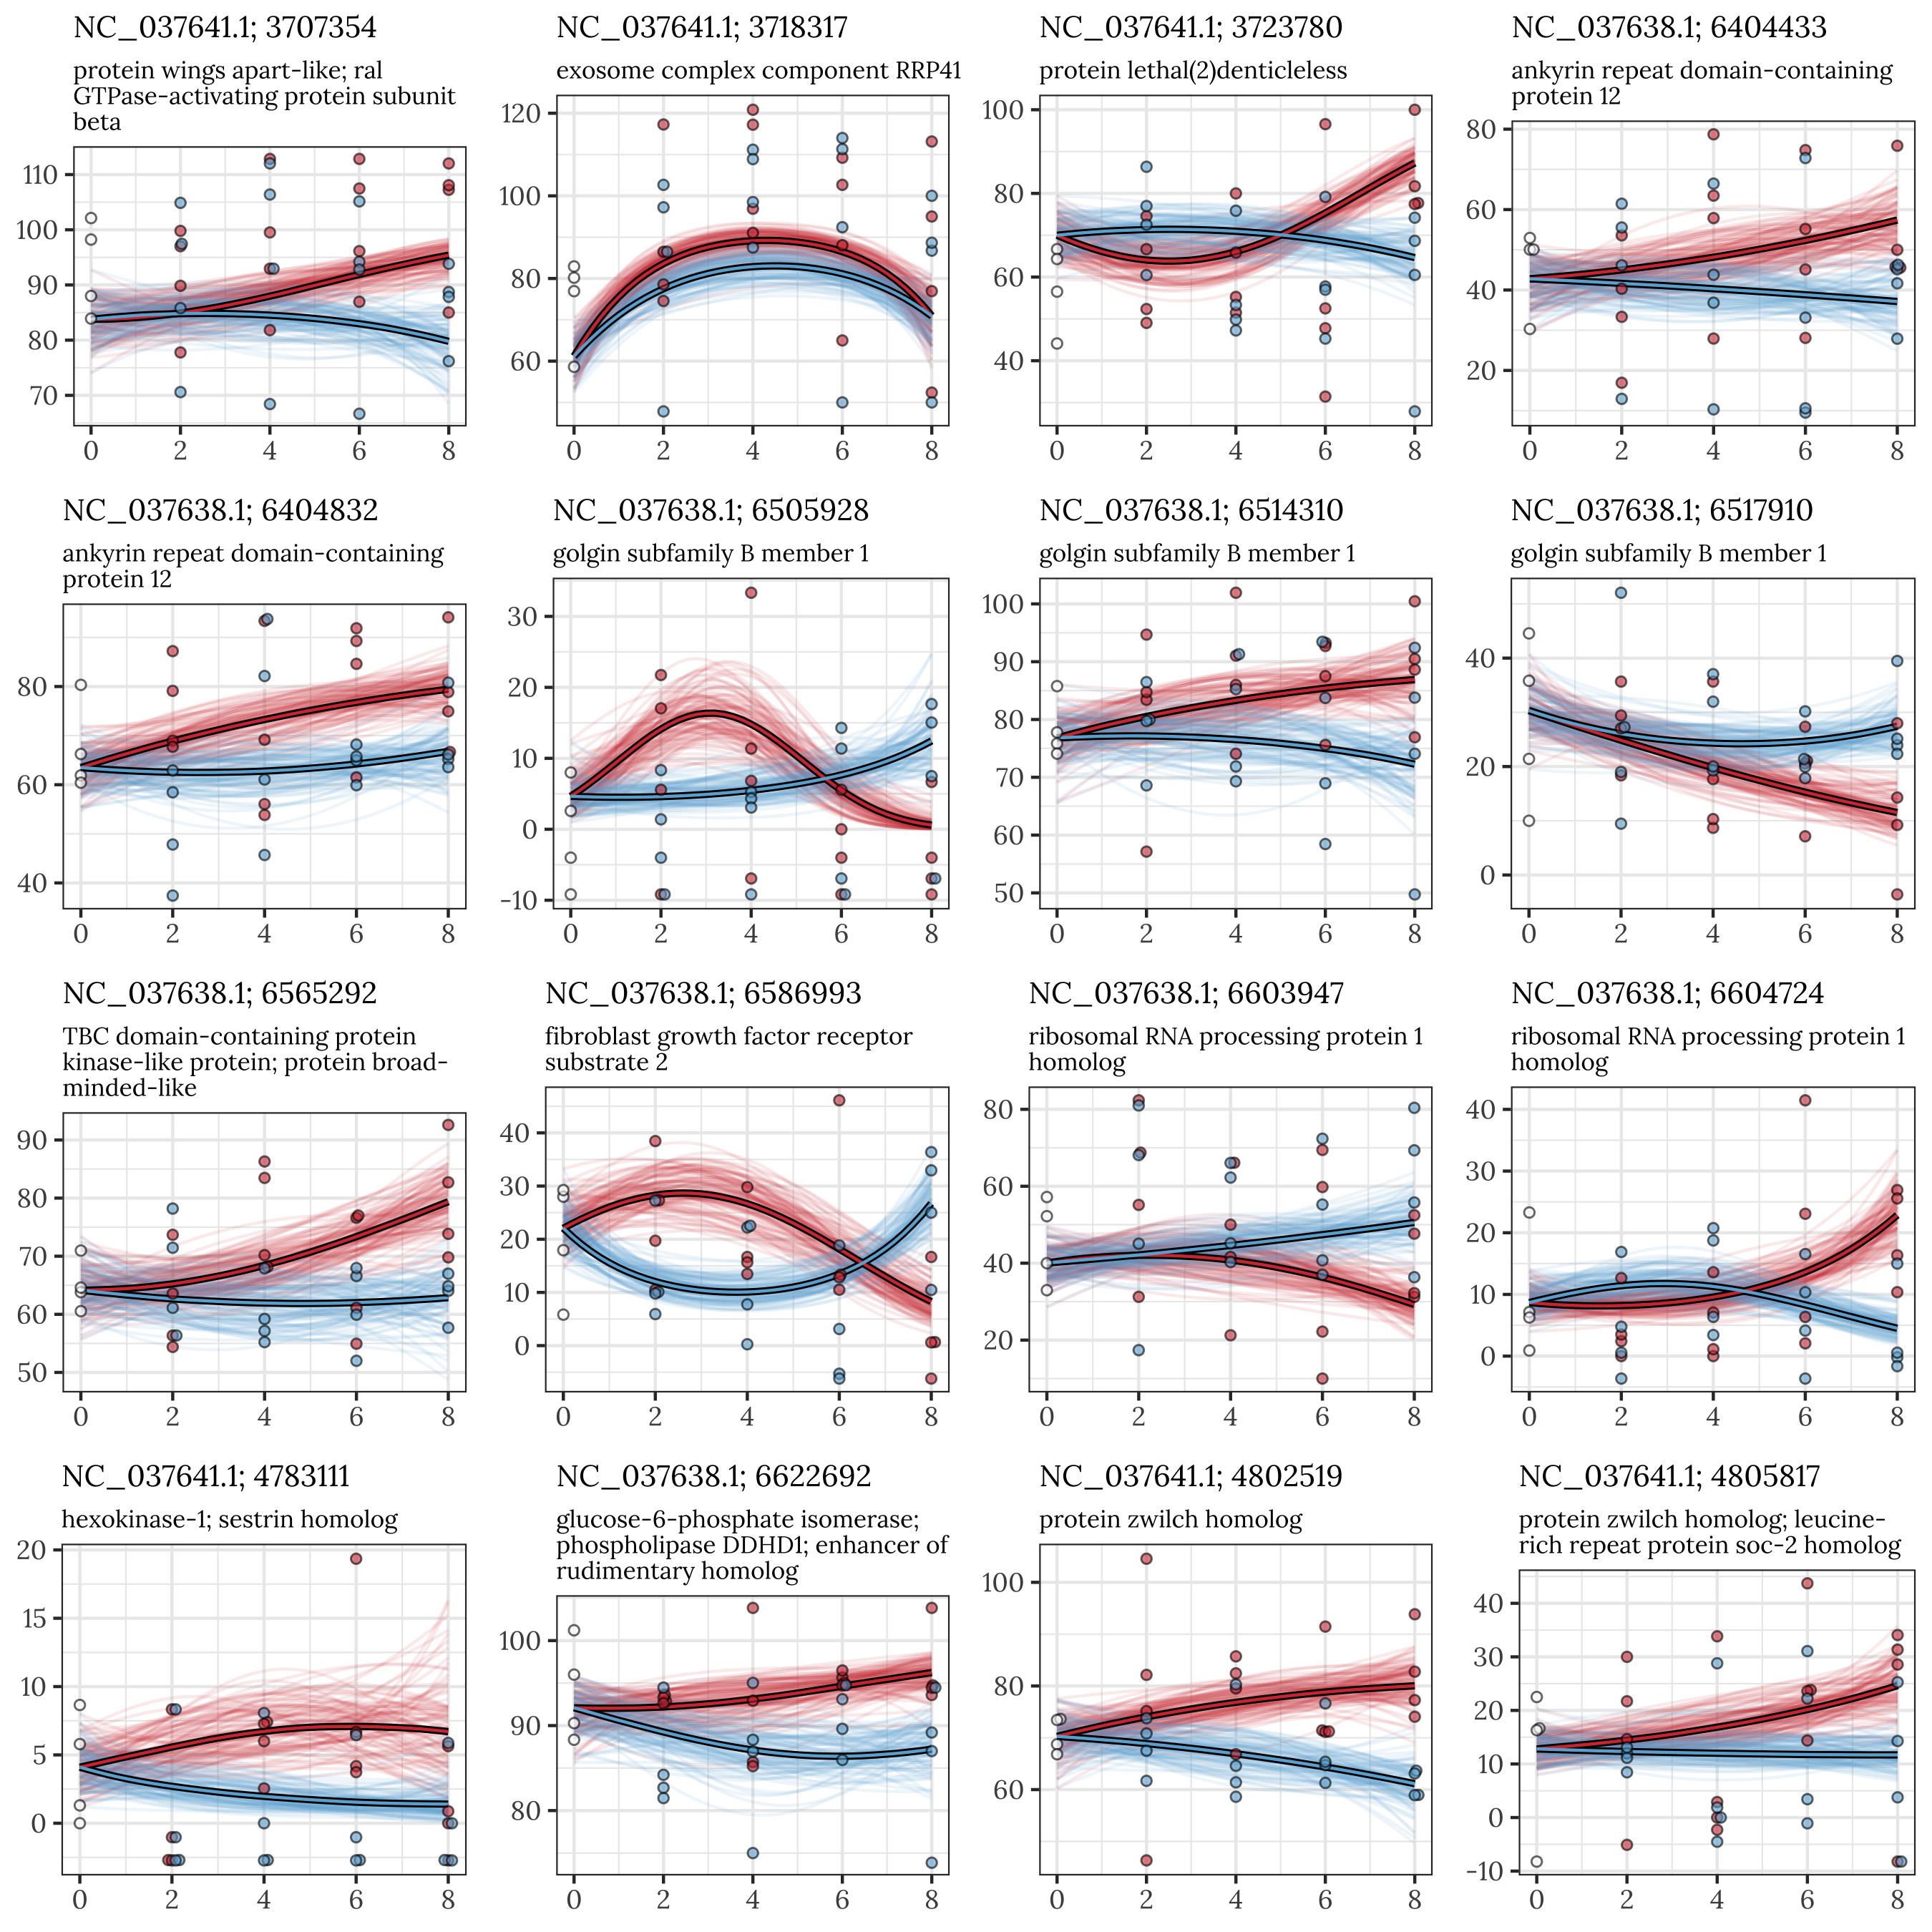 NC_037641.1; 3707354
protein wings apart-like; ral
GTPase-activating protein subunit
beta
110
100
90
80
70
0 2 4 6 8
NC_037641.1; 3718317
exosome complex component RRP41
120
100
80
60
0 2 4 6 8
NC_037641.1; 3723780
protein lethal(2)denticleless
100
80
60
40
0 2 4 6 8
NC_037638.1; 6404433
ankyrin repeat domain-containing
protein 12
80
60
40
20
0 2 4 6 8
NC_037638.1; 6404832
ankyrin repeat domain-containing
protein 12
80
60
40
0 2 4 6 8
NC_037638.1; 6505928
golgin subfamily B member 1
30
20
10
0
-10
0 2 4 6 8
NC_037638.1; 6514310
golgin subfamily B member 1
100
90
80
70
60
50
0 2 4 6 8
NC_037638.1; 6517910
golgin subfamily B member 1
40
20
0
0 2 4 6 8
NC_037638.1; 6565292
TBC domain-containing protein
kinase-like protein; protein broad-
minded-like
90
80
70
60
50
0 2 4 6 8
NC_037638.1; 6586993
fibroblast growth factor receptor
substrate 2
40
30
20
10
0
0 2 4 6 8
NC_037638.1; 6603947
ribosomal RNA processing protein 1
homolog
80
60
40
20
0 2 4 6 8
NC_037638.1; 6604724
ribosomal RNA processing protein 1
homolog
40
30
20
10
0
0 2 4 6 8
NC_037641.1; 4783111
hexokinase-1; sestrin homolog
20
15
10
5
0
0 2 4 6 8
NC_037638.1; 6622692
glucose-6-phosphate isomerase;
phospholipase DDHD1; enhancer of
rudimentary homolog
100
90
80
0 2 4 6 8
NC_037641.1; 4802519
protein zwilch homolog
100
80
60
0 2 4 6 8
NC_037641.1; 4805817
protein zwilch homolog; leucine-
rich repeat protein soc-2 homolog
40
30
20
10
0
-10
0 2 4 6 8